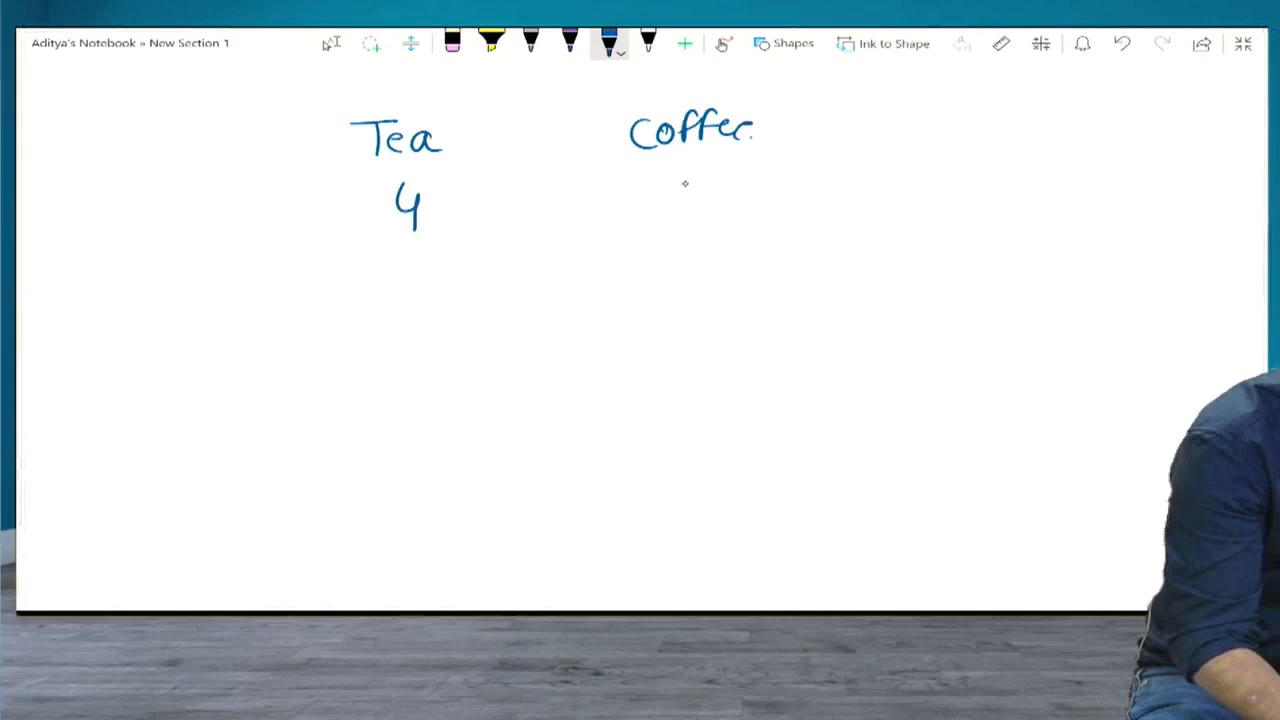 Aditya's Notebook » New Section 1
Shapes
Ink to Shape
Tea Coffee
4